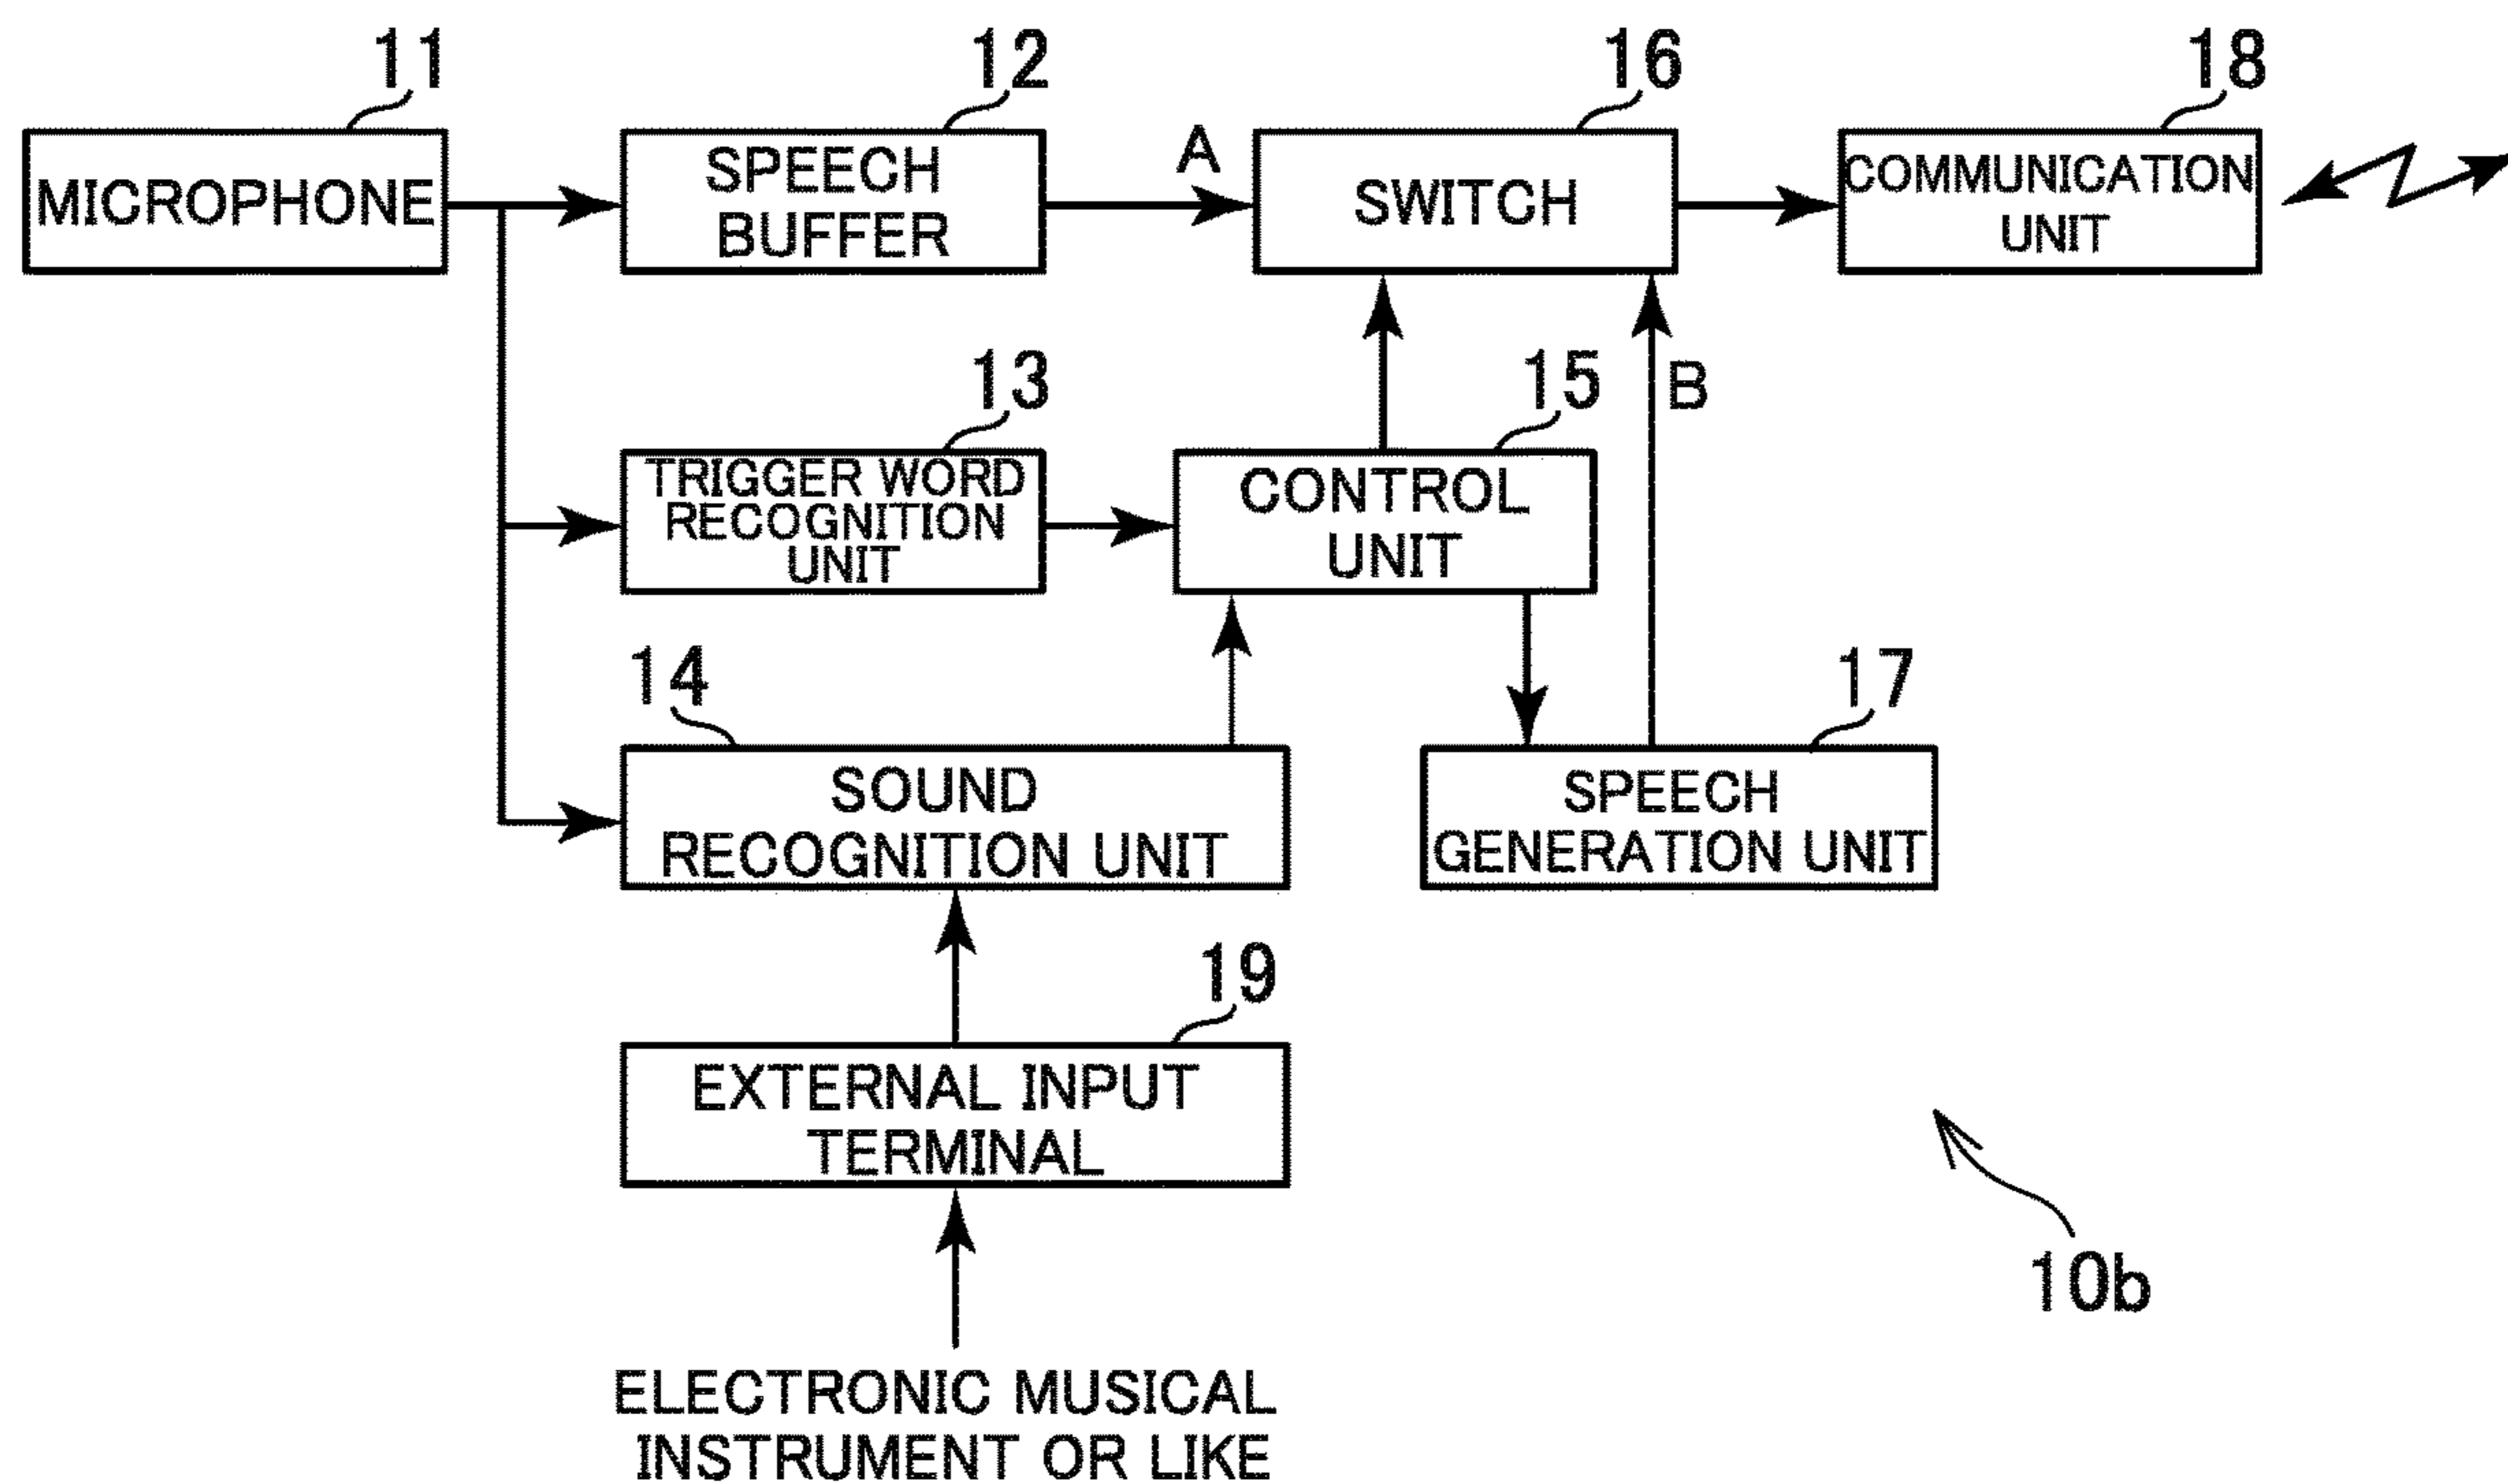 11
12
16
18
MICROPHONE
SPEECH
BUFFER
A
SWITCH
COMMUNICATION
UNIT
13
15
B
TRIGGER WORD
RECOGNITION
UNIT
CONTROL
UNIT
14
17
SOUND
RECOGNITION UNIT
SPEECH
GENERATION UNIT
19
EXTERNAL INPUT
TERMINAL
10b
ELECTRONIC MUSICAL
INSTRUMENT OR LIKE